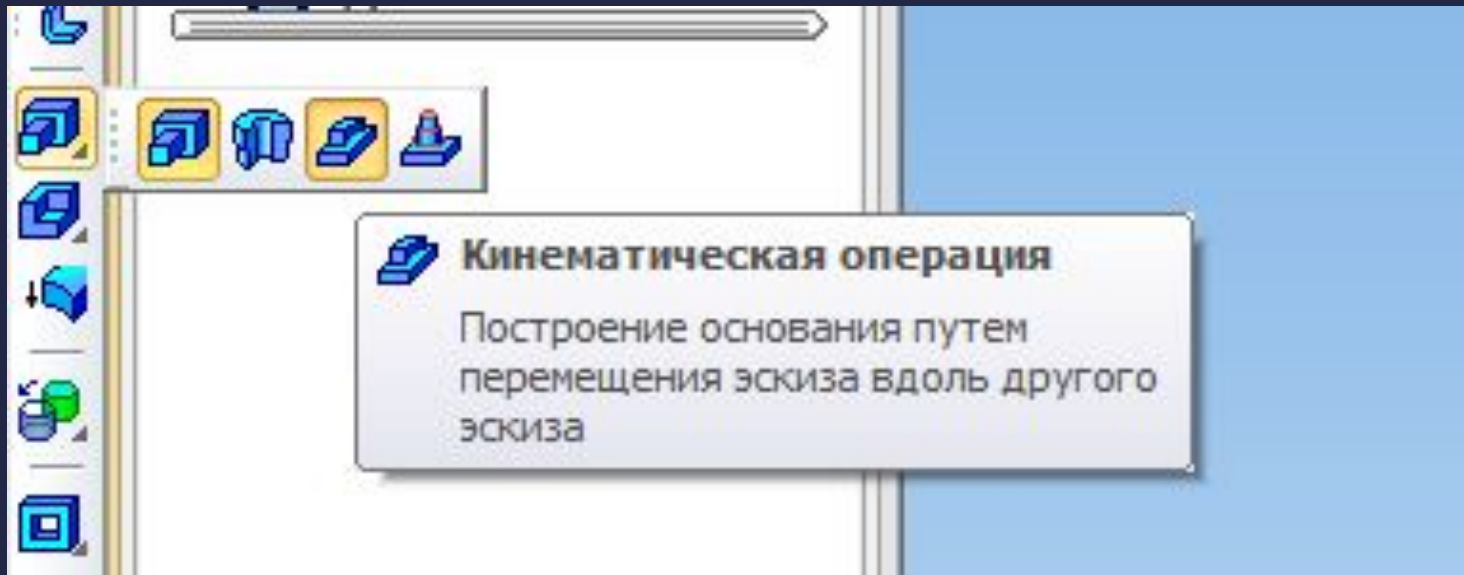 Кинематическая операция
Построение основания путем
перемещения эскиза вдоль другого
эскиза